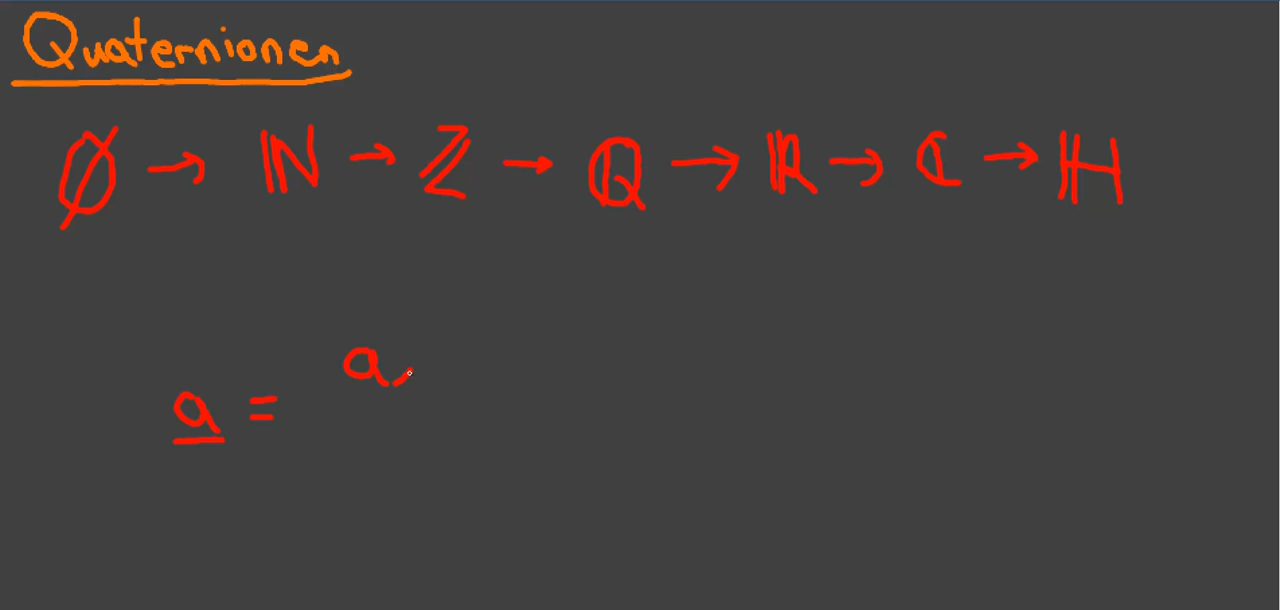 Quaternionen
∅ → ℕ → ℤ → ℚ → ℝ → ℂ → ℍ
a
a =